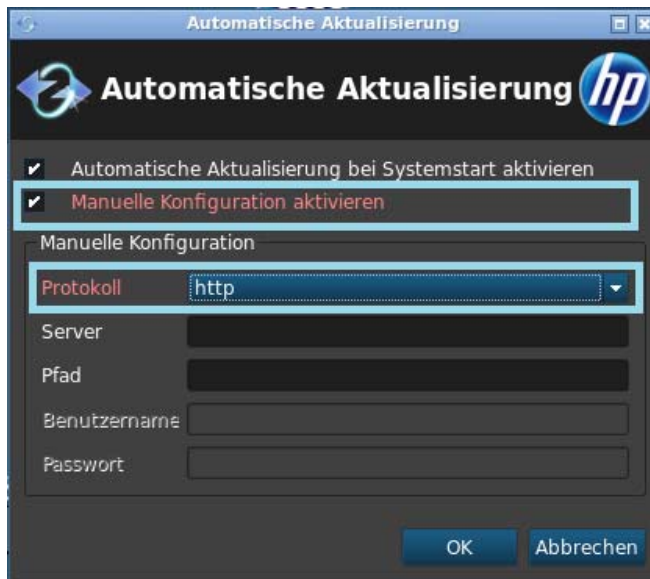 Automatische Aktualisierung
Automatische Aktualisierung
hp
Automatische Aktualisierung bei Systemstart aktivieren
Manuelle Konfiguration aktivieren
Manuelle Konfiguration
Protokoll http
Server
Pfad
Benutzername
Passwort
OK Abbrechen